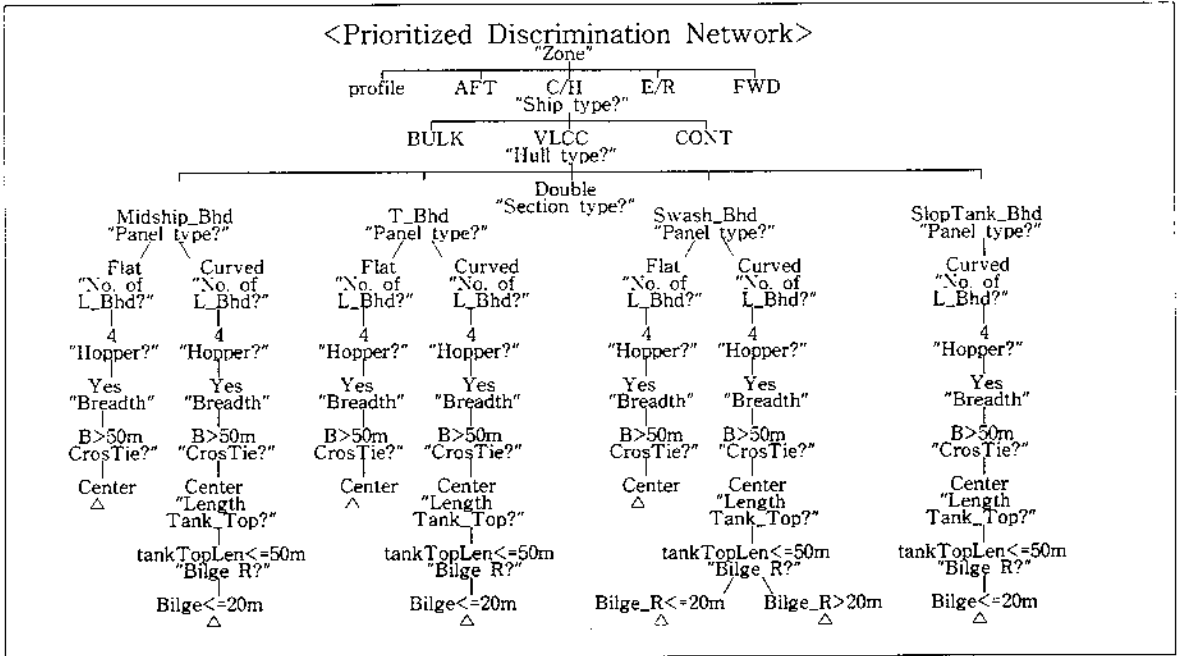 <Prioritized Discrimination Network>
"Zone"
profile AFT C/H E/R FWD
"Ship type?"
BULK VLCC CONT
"Hull type?"
Double
"Section type?"
Midship_Bhd T_Bhd Swash_Bhd SlopTank_Bhd
"Panel type?" "Panel type?" "Panel type?" "Panel type?"
Flat Curved Flat Curved Flat Curved Curved
"No. of "No. of "No. of "No. of "No. of "No. of "No. of
L_Bhd?" L_Bhd?" L_Bhd?" L_Bhd?" L_Bhd?" L_Bhd?" L_Bhd?"
4 4 4 4 4 4 4
"Hopper?" "Hopper?" "Hopper?" "Hopper?" "Hopper?" "Hopper?" "Hopper?"
Yes Yes Yes Yes Yes Yes Yes
"Breadth" "Breadth" "Breadth" "Breadth" "Breadth" "Breadth" "Breadth"
B>50m B>50m B>50m B>50m B>50m B>50m B>50m
CrosTie?" "CrosTie?" CrosTie?" "CrosTie?" CrosTie?" "CrosTie?" "CrosTie?"
Center Center Center Center Center Center Center
"Length "Length "Length "Length
Tank_Top?" Tank_Top?" Tank_Top?" Tank_Top?"
tankTopLen<=50m tankTopLen<=50m tankTopLen<=50m tankTopLen<=50m
"Bilge R?" "Bilge R?" "Bilge R?" "Bilge R?"
Bilge<=20m Bilge<=20m Bilge_R<=20m Bilge_R>20m Bilge<=20m